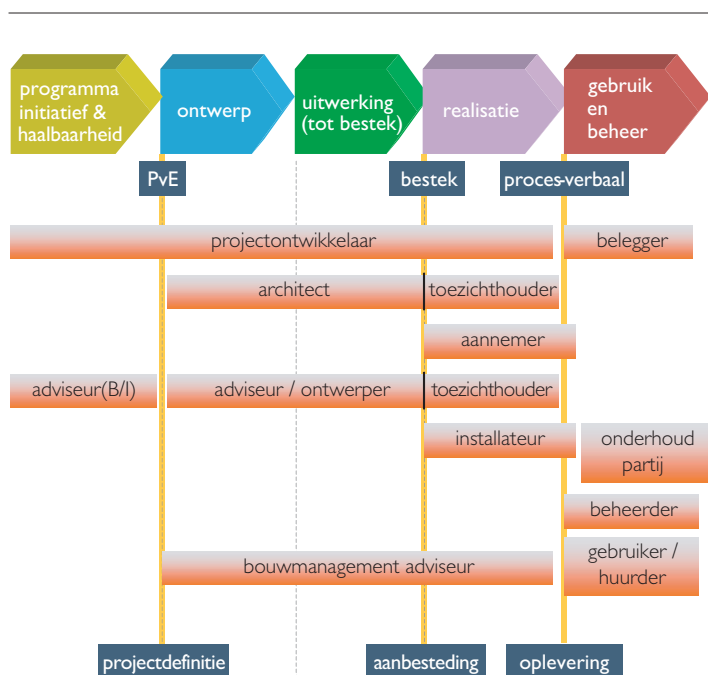 programma
initiatief &
haalbaarheid
ontwerp
uitwerking
(tot bestek)
realisatie
gebruik
en
beheer
PvE
bestek
proces-verbaal
projectontwikkelaar
belegger
architect
toezichthouder
aannemer
adviseur(B/I)
adviseur / ontwerper
toezichthouder
installateur
onderhoud
partij
beheerder
bouwmanagement adviseur
gebruiker /
huurder
projectdefinitie
aanbesteding
oplevering